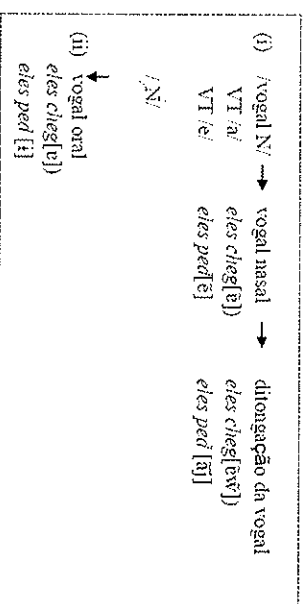 (i) /vogal N/ → vogal nasal → ditongação da vogal
VT /a/ eles cheg[ɐ̃]) eles cheg[ɐ̃w̃])
VT /e/ eles ped[ẽ] eles ped [ãj]
/N/
↓
(ii) vogal oral
eles cheg[ɐ])
eles ped [i]